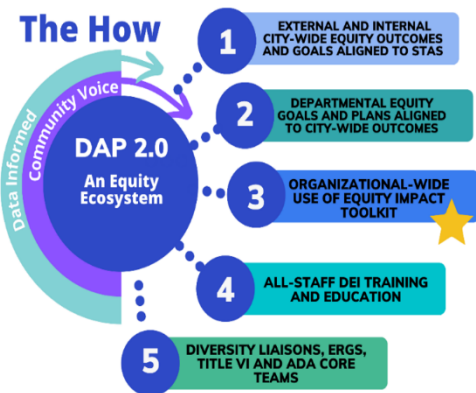 The How
Data Informed
Community Voice
DAP 2.0
An Equity
Ecosystem
1
EXTERNAL AND INTERNAL
CITY-WIDE EQUITY OUTCOMES
AND GOALS ALIGNED TO STAS
2
DEPARTMENTAL EQUITY
GOALS AND PLANS ALIGNED
TO CITY-WIDE OUTCOMES
3
ORGANIZATIONAL-WIDE
USE OF EQUITY IMPACT
TOOLKIT
4
ALL-STAFF DEI TRAINING
AND EDUCATION
5
DIVERSITY LIAISONS, ERGS,
TITLE VI AND ADA CORE
TEAMS